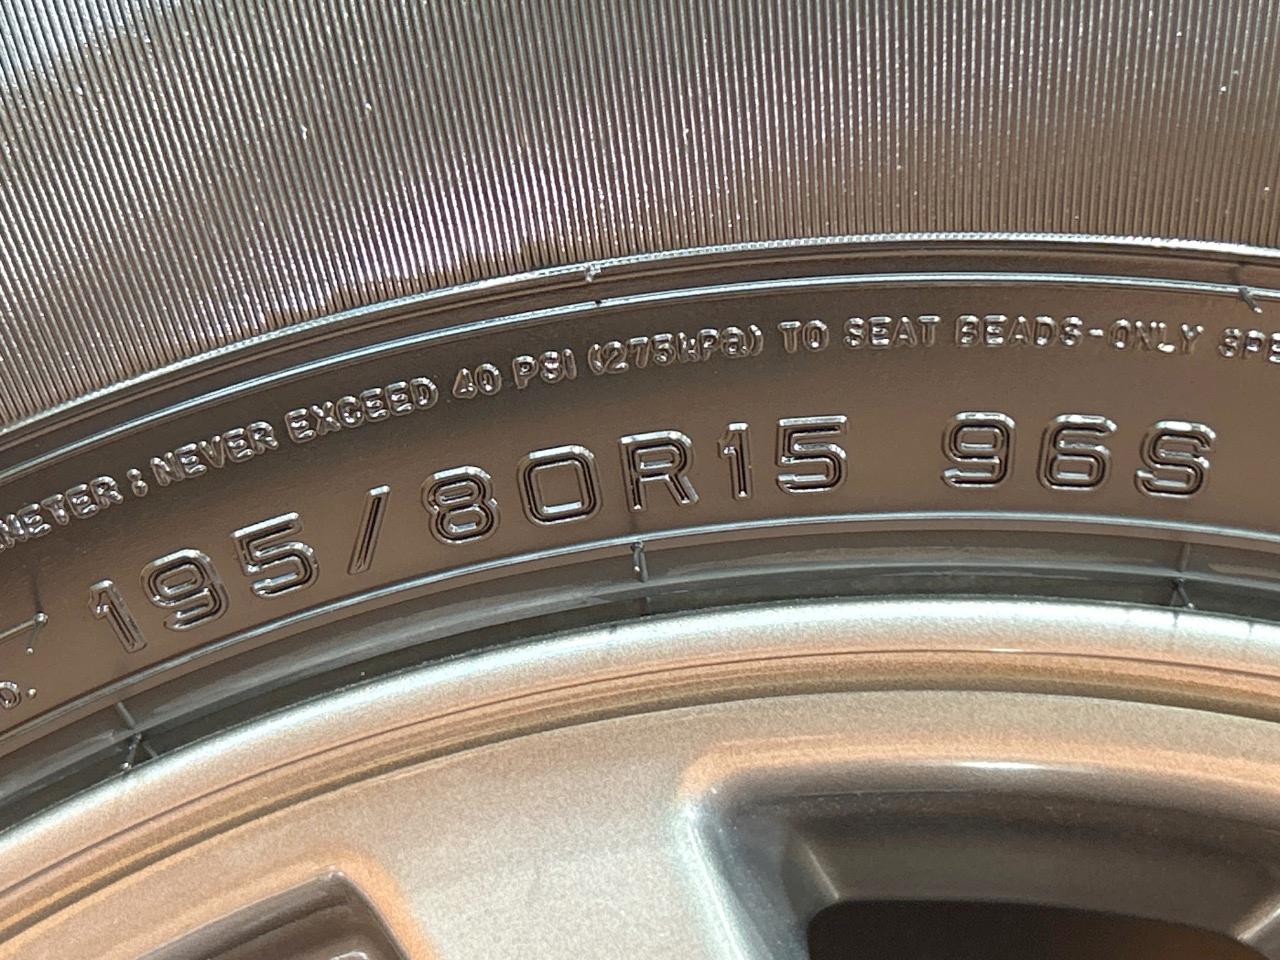 METER : NEVER EXCEED 40 PSI (275kPa) TO SEAT BEADS-ONLY
195/80R15 96S
D.